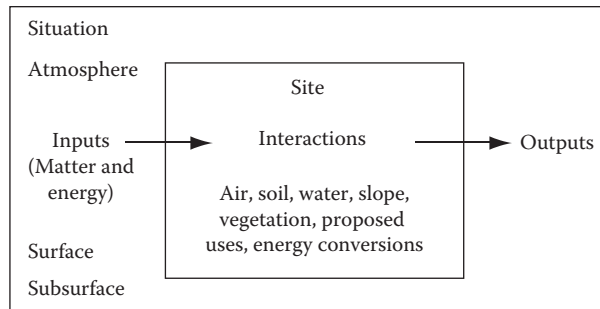 Situation
Atmosphere
Site
Inputs
(Matter and
energy)
Interactions
Outputs
Air, soil, water, slope,
vegetation, proposed
uses, energy conversions
Surface
Subsurface